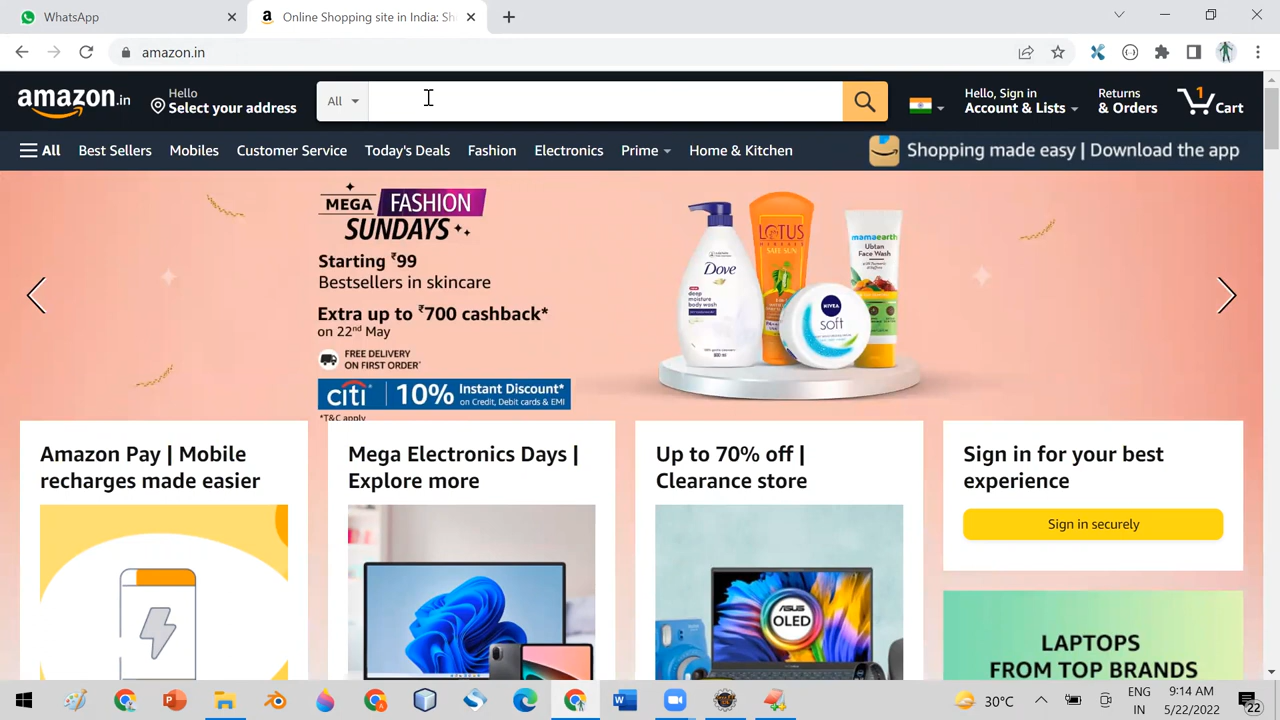 WhatsApp
Online Shopping site in India: Sh
amazon.in
amazon.in
Hello
Select your address
All
Hello, Sign in
Account & Lists
Returns
& Orders
1
Cart
All
Best Sellers
Mobiles
Customer Service
Today's Deals
Fashion
Electronics
Prime
Home & Kitchen
Shopping made easy | Download the app
MEGA FASHION
SUNDAYS
Starting ₹99
Bestsellers in skincare
Extra up to ₹700 cashback*
on 22nd May
FREE DELIVERY
ON FIRST ORDER*
citi 10% Instant Discount*
on Credit, Debit cards & EMI
*T&C apply
Dove
deep
moisture
body wash
LOTUS
HERBALS
SAFE SUN
NIVEA
soft
mamaearth
Ubtan
Face Wash
Amazon Pay | Mobile
recharges made easier
Mega Electronics Days |
Explore more
Up to 70% off |
Clearance store
ASUS
OLED
Sign in for your best
experience
Sign in securely
LAPTOPS
FROM TOP BRANDS
30°C
ENG
IN
9:14 AM
5/22/2022
22